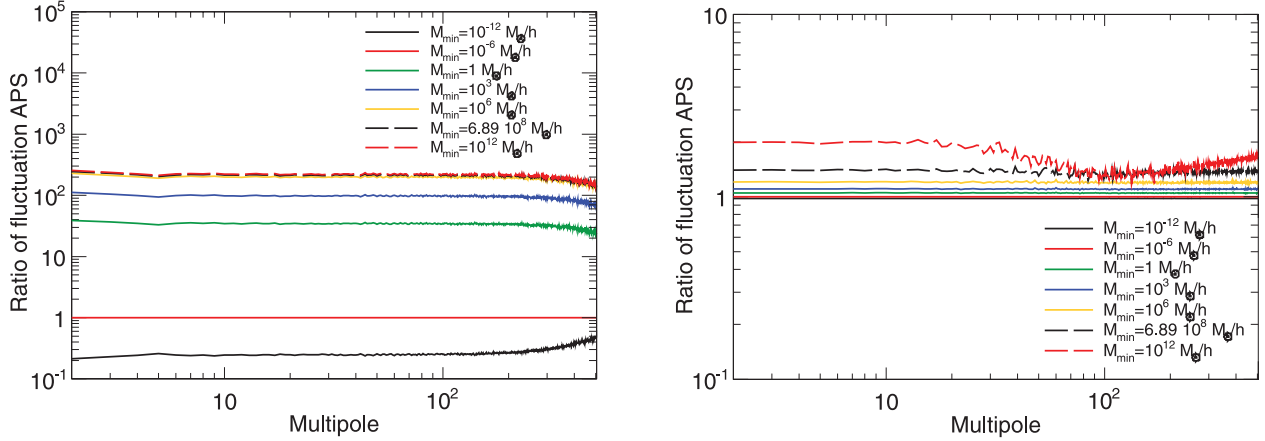 10^5
10^4
10^3
10^2
10
1
10^-1
Ratio of fluctuation APS
M_min=10^-12 M_⊙/h
M_min=10^-6 M_⊙/h
M_min=1 M_⊙/h
M_min=10^3 M_⊙/h
M_min=10^6 M_⊙/h
M_min=6.89 10^8 M_⊙/h
M_min=10^12 M_⊙/h
10 10^2
Multipole
10
1
10^-1
Ratio of fluctuation APS
M_min=10^-12 M_⊙/h
M_min=10^-6 M_⊙/h
M_min=1 M_⊙/h
M_min=10^3 M_⊙/h
M_min=10^6 M_⊙/h
M_min=6.89 10^8 M_⊙/h
M_min=10^12 M_⊙/h
10 10^2
Multipole